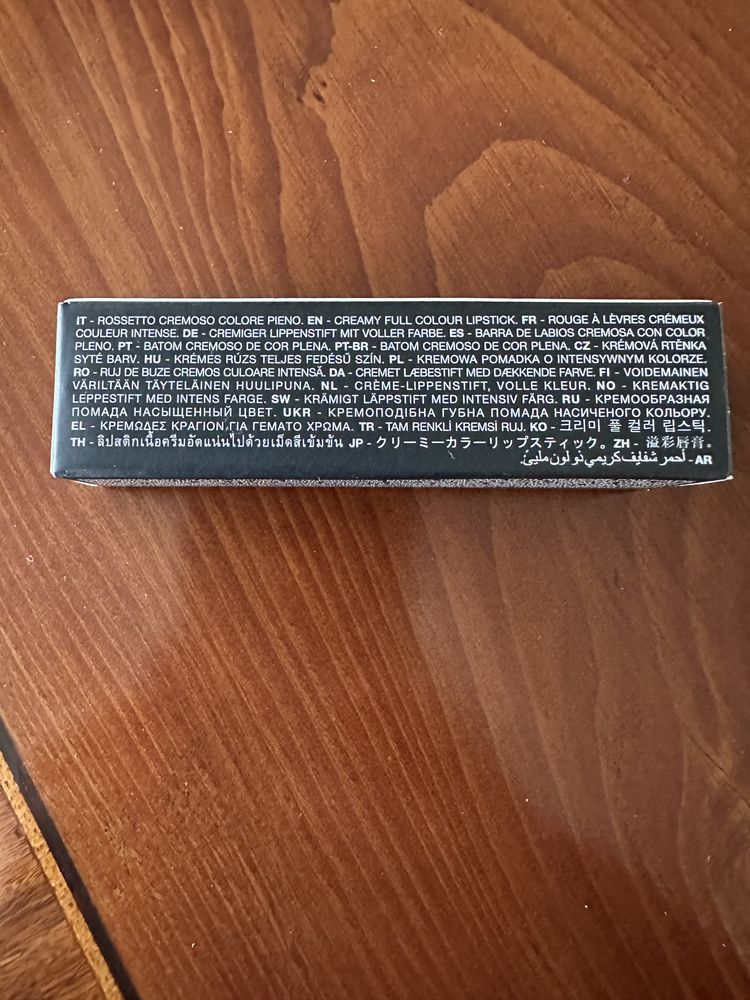 IT - ROSSETTO CREMOSO COLORE PIENO. EN - CREAMY FULL COLOUR LIPSTICK. FR - ROUGE À LÈVRES CRÉMEUX
COULEUR INTENSE. DE - CREMIGER LIPPENSTIFT MIT VOLLER FARBE. ES - BARRA DE LABIOS CREMOSA CON COLOR
PLENO. PT - BATOM CREMOSO DE COR PLENA. PT-BR - BATOM CREMOSO DE COR PLENA. CZ - KRÉMOVÁ RTĚNKA
SYTÉ BARV. HU - KRÉMES RÚZS TELJES FEDÉSŰ SZÍN. PL - KREMOWA POMADKA O INTENSYWNYM KOLORZE.
RO - RUJ DE BUZE CREMOS CULOARE INTENSĂ. DA - CREMET LÆBESTIFT MED DÆKKENDE FARVE. FI - VOIDEMAINEN
VÄRILTÄÄN TÄYTELÄINEN HUULIPUNA. NL - CRÈME-LIPPENSTIFT, VOLLE KLEUR. NO - KREMAKTIG
LEPPESTIFT MED INTENS FARGE. SW - KRÄMIGT LÄPPSTIFT MED INTENSIV FÄRG. RU - КРЕМООБРАЗНАЯ
ПОМАДА НАСЫЩЕННЫЙ ЦВЕТ. UKR - КРЕМОПОДІБНА ГУБНА ПОМАДА НАСИЧЕНОГО КОЛЬОРУ.
EL - ΚΡΕΜΩΔΕΣ ΚΡΑΓΙΟΝ ΓΙΑ ΓΕΜΑΤΟ ΧΡΩΜΑ. TR - TAM RENKLİ KREMSİ RUJ. KO - 크리미 풀 컬러 립스틱.
TH - ลิปสติกเนื้อครีมอัดแน่นไปด้วยเม็ดสีเข้มข้น JP - クリーミーカラーリップスティック。 ZH - 溢彩唇膏。
AR - أحمر شفايف كريمي ذو لون مليئ.